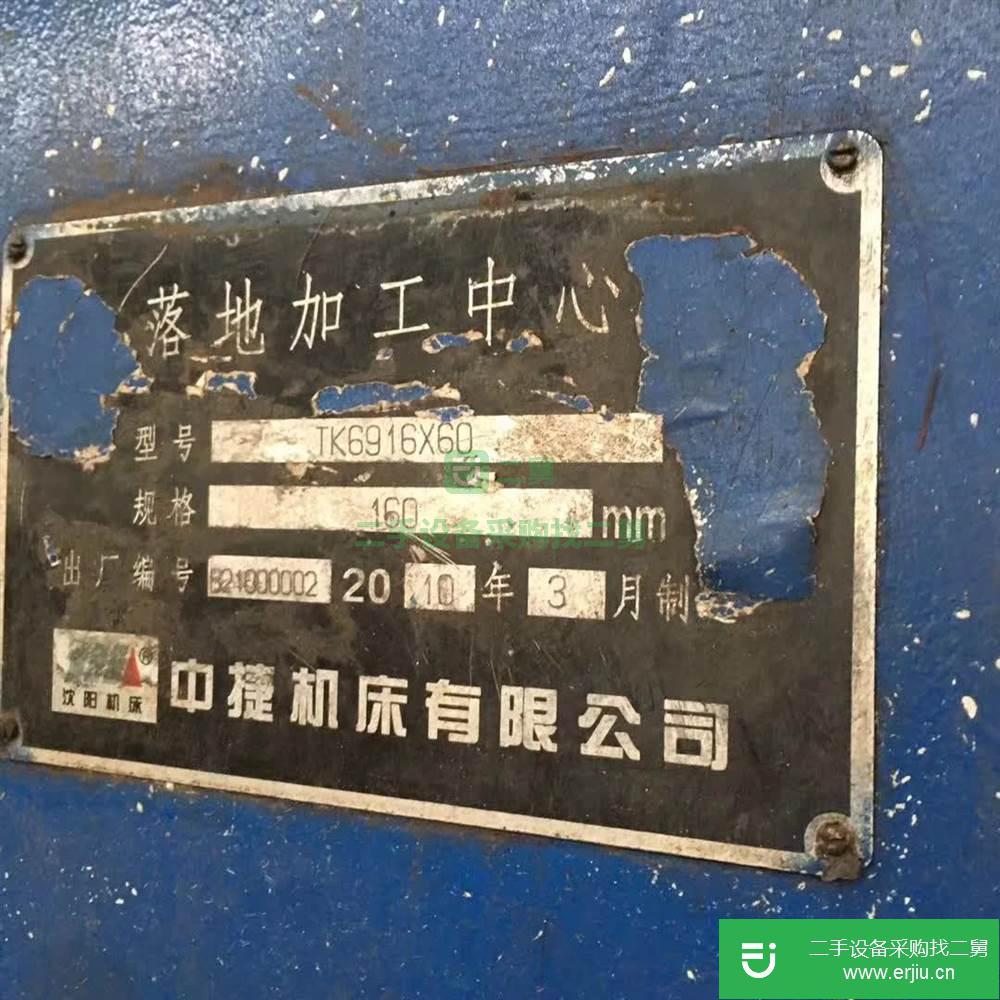 落地加工中心
型号 TK6916X60
二舅
规格 160 mm
二手设备采购找二舅
出厂编号 B21000002 2010年3月制
沈阳机床 ® 中捷机床有限公司
二手设备采购找二舅
www.erjiu.cn